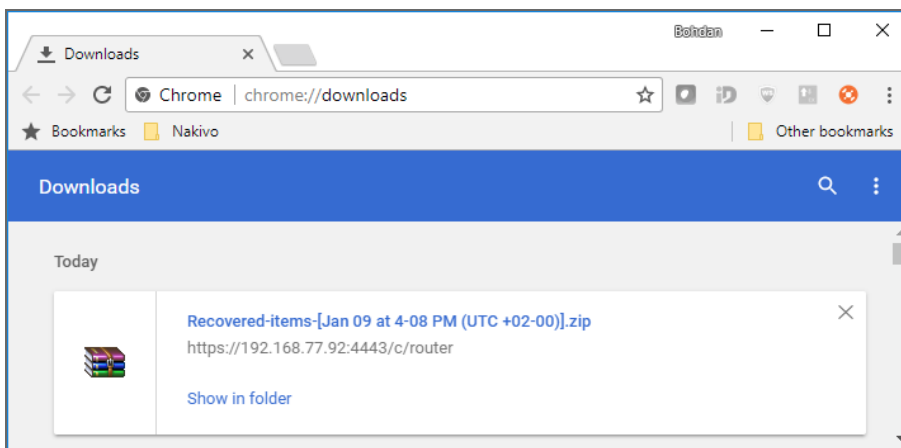 Bohdan
Downloads
Chrome | chrome://downloads
Bookmarks Nakivo Other bookmarks
Downloads
Today
Recovered-items-[Jan 09 at 4-08 PM (UTC +02-00)].zip
https://192.168.77.92:4443/c/router
Show in folder